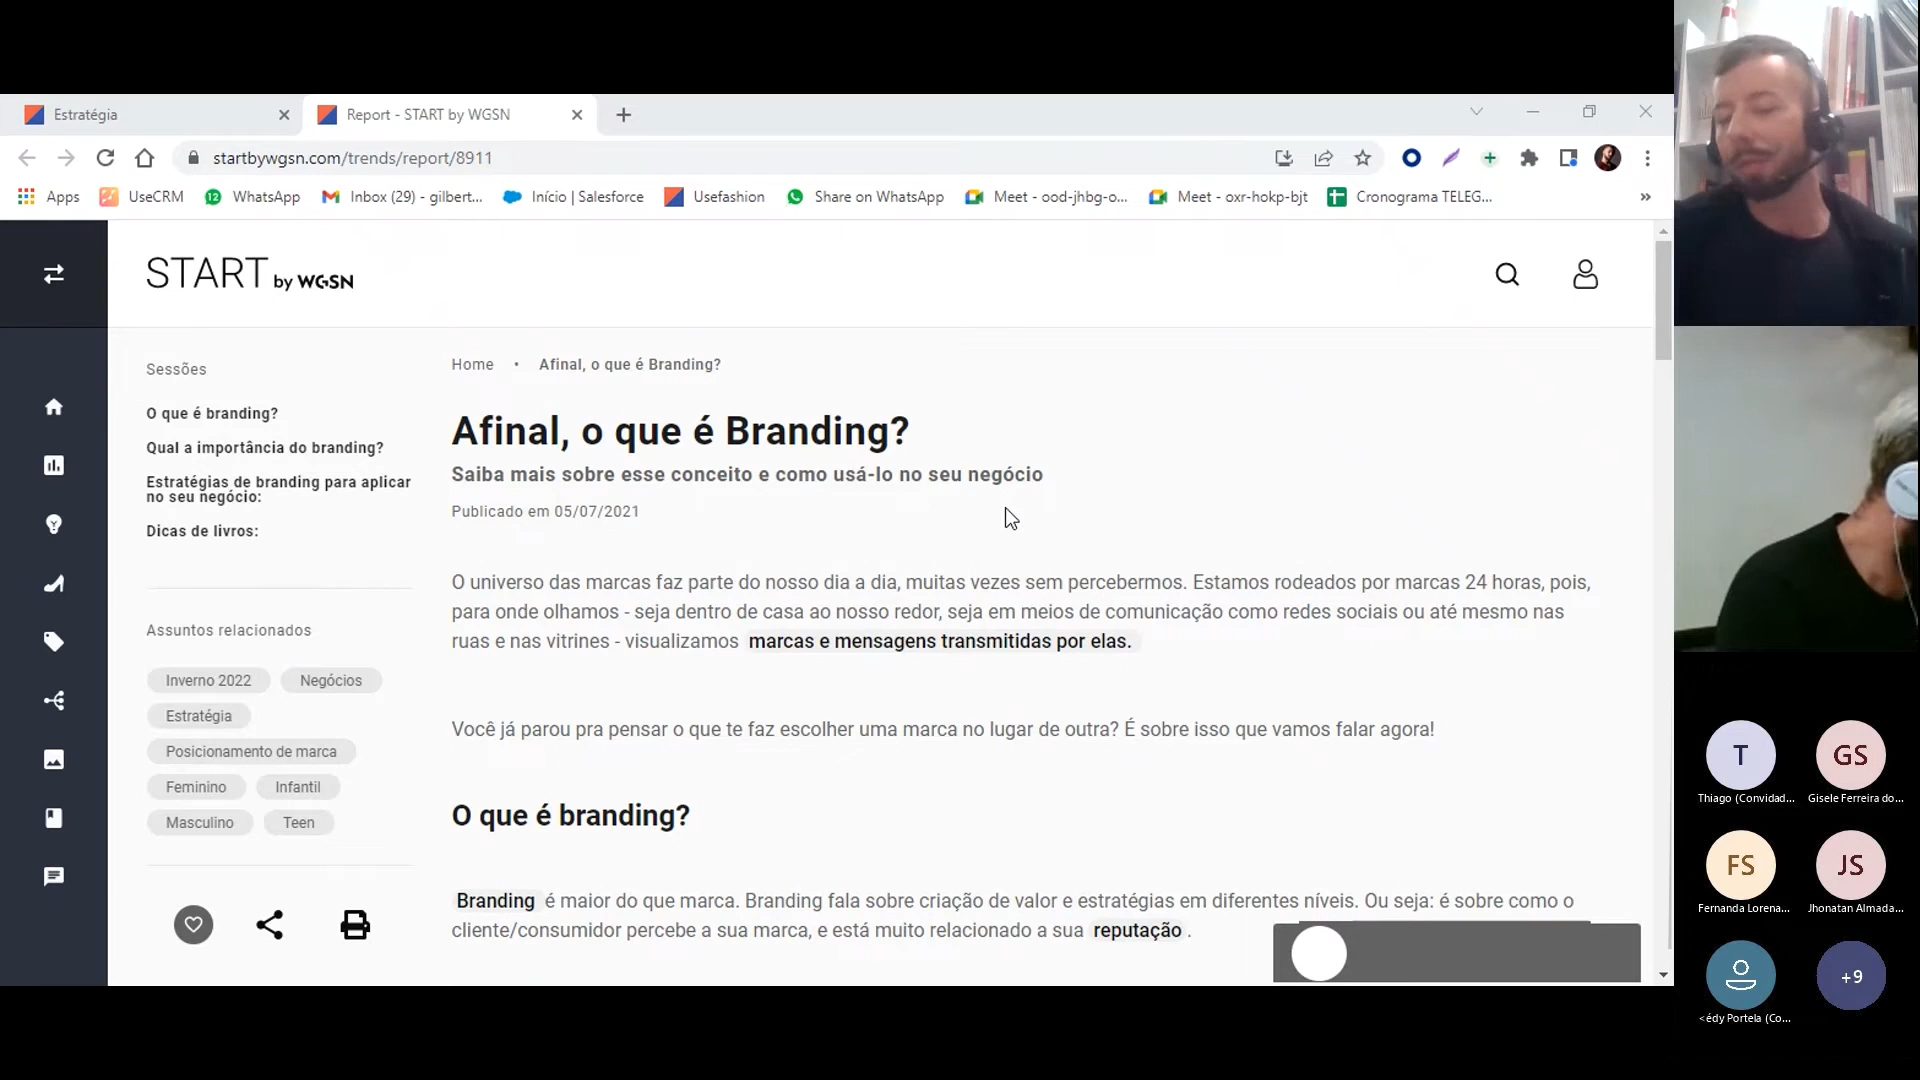 Estratégia
Report - START by WGSN
startbywgsn.com/trends/report/8911
Apps
UseCRM
12
WhatsApp
Inbox (29) - gilbert...
Início | Salesforce
Usefashion
Share on WhatsApp
Meet - ood-jhbg-o...
Meet - oxr-hokp-bjt
Cronograma TELEG...
»
START by WGSN
Sessões
O que é branding?
Qual a importância do branding?
Estratégias de branding para aplicar
no seu negócio:
Dicas de livros:
Assuntos relacionados
Inverno 2022
Negócios
Estratégia
Posicionamento de marca
Feminino
Infantil
Masculino
Teen
Home • Afinal, o que é Branding?
Afinal, o que é Branding?
Saiba mais sobre esse conceito e como usá-lo no seu negócio
Publicado em 05/07/2021
O universo das marcas faz parte do nosso dia a dia, muitas vezes sem percebermos. Estamos rodeados por marcas 24 horas, pois,
para onde olhamos - seja dentro de casa ao nosso redor, seja em meios de comunicação como redes sociais ou até mesmo nas
ruas e nas vitrines - visualizamos marcas e mensagens transmitidas por elas.
Você já parou pra pensar o que te faz escolher uma marca no lugar de outra? É sobre isso que vamos falar agora!
O que é branding?
Branding é maior do que marca. Branding fala sobre criação de valor e estratégias em diferentes níveis. Ou seja: é sobre como o
cliente/consumidor percebe a sua marca, e está muito relacionado a sua reputação .
T
Thiago (Convidad...
GS
Gisele Ferreira do...
FS
Fernanda Lorena...
JS
Jhonatan Almada...
<édy Portela (Co...
+9